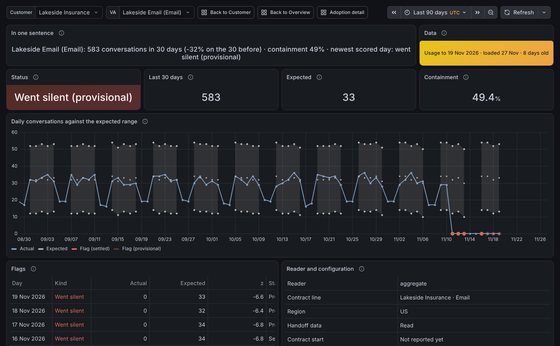 Customer Lakeside Insurance VA Lakeside Email (Email) Back to Customer Back to Overview Adoption detail Last 90 days UTC Refresh
In one sentence
Lakeside Email (Email): 583 conversations in 30 days (-32% on the 30 before) · containment 49% · newest scored day: went
silent (provisional)
Data
Usage to 19 Nov 2026 · loaded 27 Nov · 8 days old
Status
Went silent (provisional)
Last 30 days
583
Expected
33
Containment
49.4%
Daily conversations against the expected range
60
50
40
30
20
10
0
08/30 09/03 09/07 09/11 09/15 09/19 09/23 09/27 10/01 10/05 10/09 10/13 10/17 10/21 10/25 10/29 11/02 11/06 11/10 11/14 11/18 11/22 11/26
Actual Expected Flag (settled) Flag (provisional)
Flags
Day Kind Actual Expected z St
19 Nov 2026 Went silent 0 33 -6.6 Pr
18 Nov 2026 Went silent 0 32 -6.4 Pr
17 Nov 2026 Went silent 0 34 -6.8 Pr
16 Nov 2026 Went silent 0 34 -6.8 Se
Reader and configuration
Reader aggregate
Contract line Lakeside Insurance · Email
Region US
Handoff data Read
Contract start Not reported yet